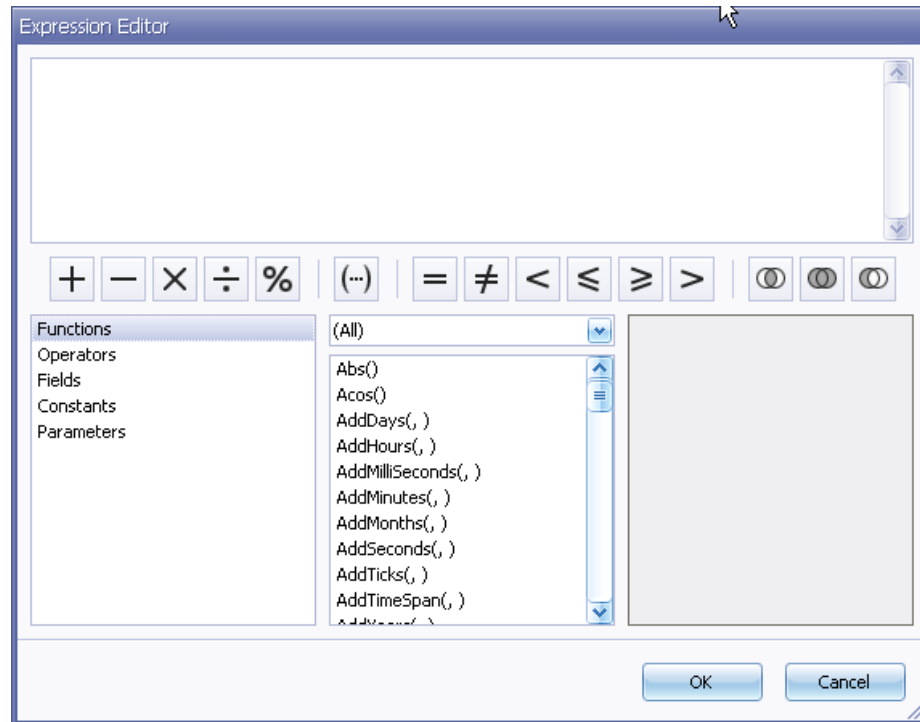 Expression Editor
+ − × ÷ % (...) = ≠ < ≤ ≥ >
Functions
Operators
Fields
Constants
Parameters
(All)
Abs()
Acos()
AddDays(, )
AddHours(, )
AddMilliSeconds(, )
AddMinutes(, )
AddMonths(, )
AddSeconds(, )
AddTicks(, )
AddTimeSpan(, )
OK Cancel